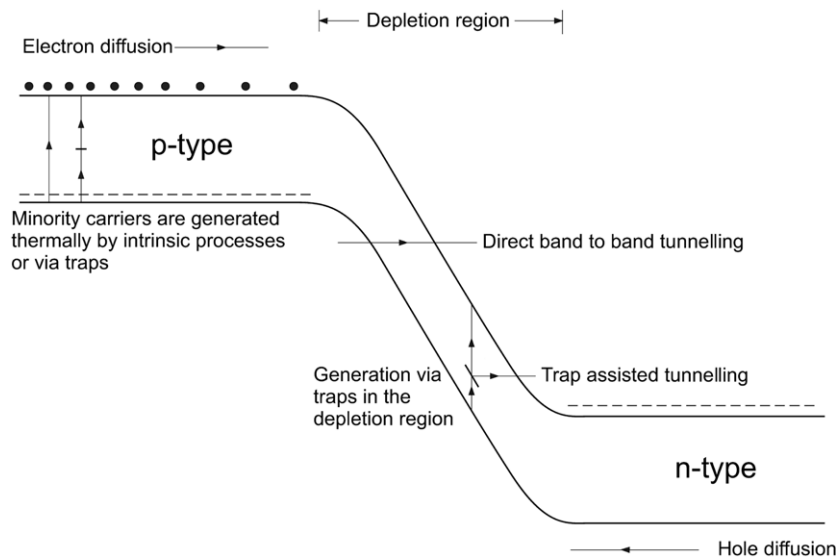 Depletion region
Electron diffusion
p-type
Minority carriers are generated
thermally by intrinsic processes
or via traps
Direct band to band tunnelling
Generation via
traps in the
depletion region
Trap assisted tunnelling
n-type
Hole diffusion